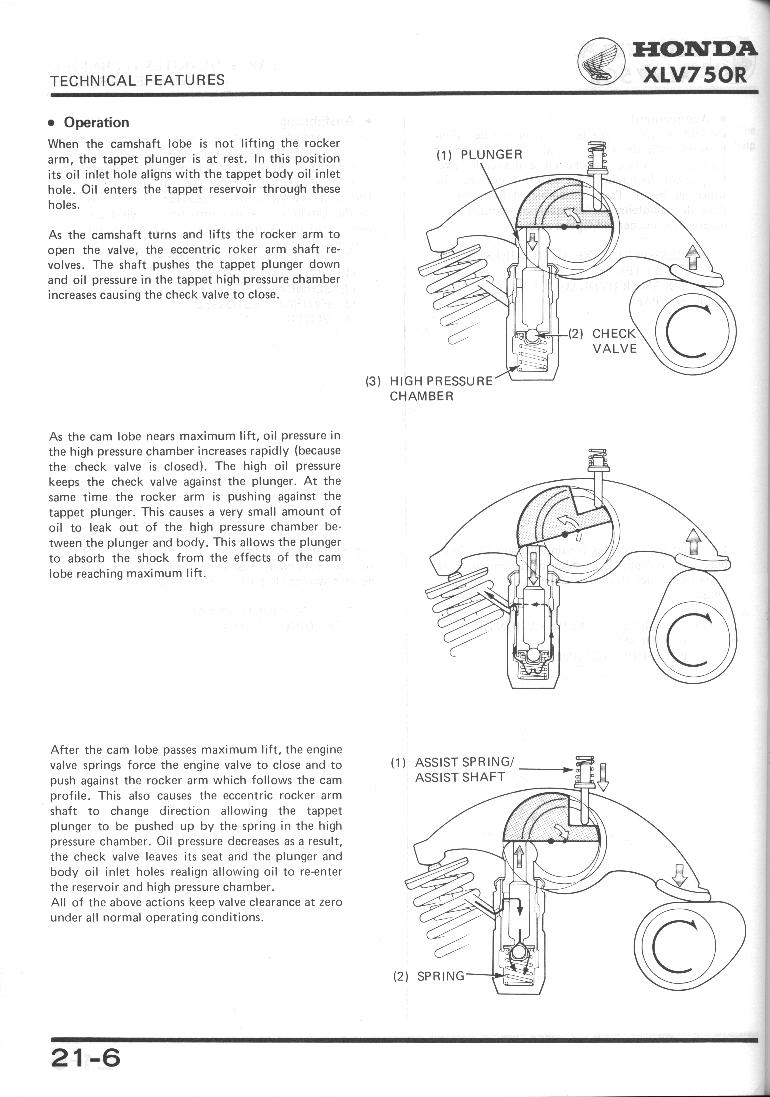 TECHNICAL FEATURES
HONDA
XLV750R
• Operation
When the camshaft lobe is not lifting the rocker
arm, the tappet plunger is at rest. In this position
its oil inlet hole aligns with the tappet body oil inlet
hole. Oil enters the tappet reservoir through these
holes.
As the camshaft turns and lifts the rocker arm to
open the valve, the eccentric roker arm shaft re-
volves. The shaft pushes the tappet plunger down
and oil pressure in the tappet high pressure chamber
increases causing the check valve to close.
(1) PLUNGER
(2) CHECK
VALVE
(3) HIGH PRESSURE
CHAMBER
As the cam lobe nears maximum lift, oil pressure in
the high pressure chamber increases rapidly (because
the check valve is closed). The high oil pressure
keeps the check valve against the plunger. At the
same time the rocker arm is pushing against the
tappet plunger. This causes a very small amount of
oil to leak out of the high pressure chamber be-
tween the plunger and body. This allows the plunger
to absorb the shock from the effects of the cam
lobe reaching maximum lift.
After the cam lobe passes maximum lift, the engine
valve springs force the engine valve to close and to
push against the rocker arm which follows the cam
profile. This also causes the eccentric rocker arm
shaft to change direction allowing the tappet
plunger to be pushed up by the spring in the high
pressure chamber. Oil pressure decreases as a result,
the check valve leaves its seat and the plunger and
body oil inlet holes realign allowing oil to re-enter
the reservoir and high pressure chamber.
All of the above actions keep valve clearance at zero
under all normal operating conditions.
(1) ASSIST SPRING/
ASSIST SHAFT
(2) SPRING
21-6